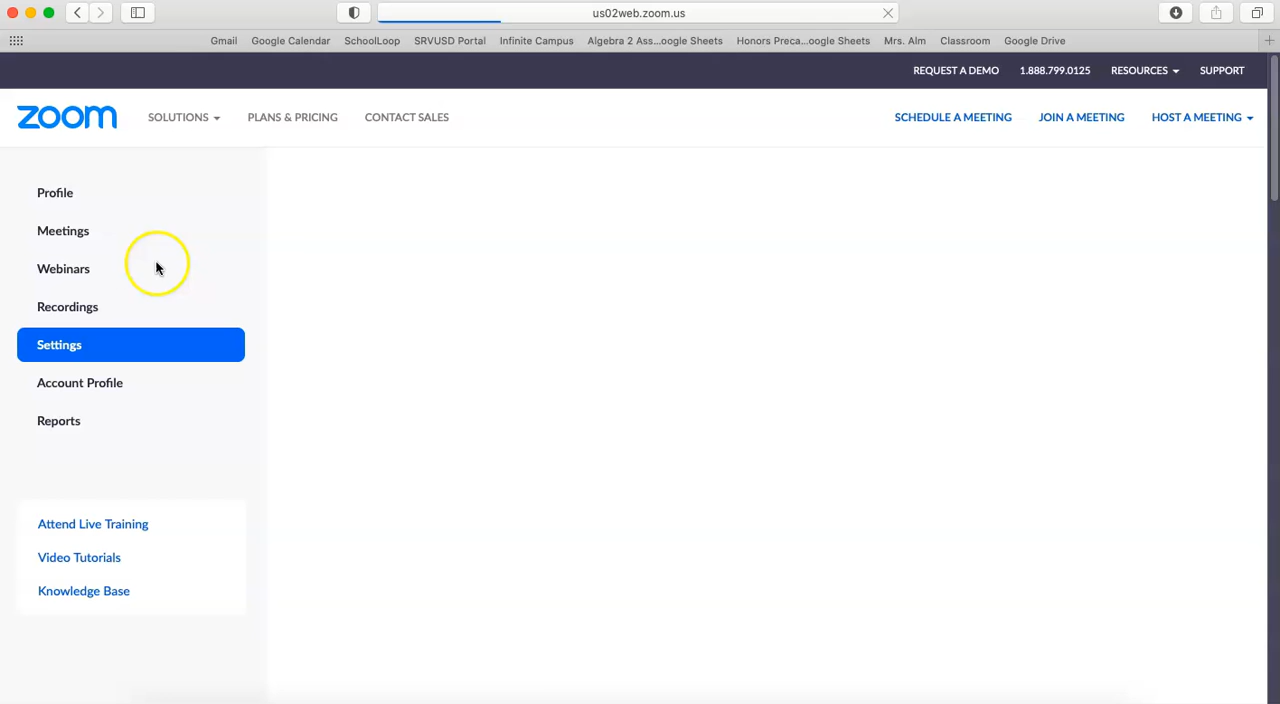 us02web.zoom.us
Gmail Google Calendar SchoolLoop SRVUSD Portal Infinite Campus Algebra 2 Ass...oogle Sheets Honors Preca...oogle Sheets Mrs. Alm Classroom Google Drive
REQUEST A DEMO 1.888.799.0125 RESOURCES SUPPORT
zoom SOLUTIONS PLANS & PRICING CONTACT SALES SCHEDULE A MEETING JOIN A MEETING HOST A MEETING
Profile
Meetings
Webinars
Recordings
Settings
Account Profile
Reports
Attend Live Training
Video Tutorials
Knowledge Base